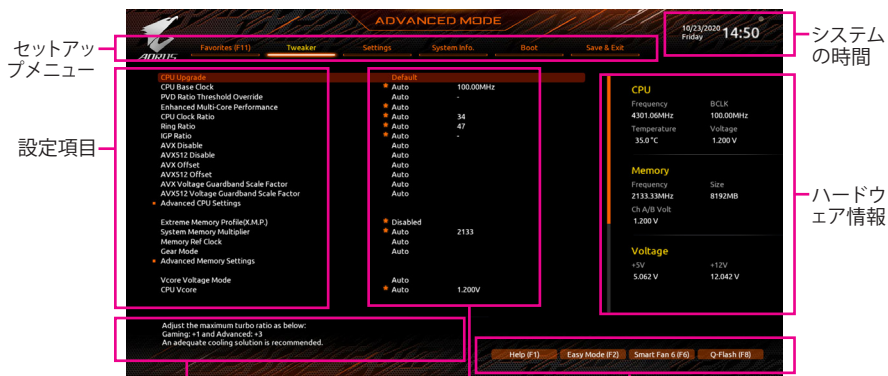 ADVANCED MODE
10/23/2020
Friday
14:50
システム
の時間
セットアッ
プメニュー
AORUS
Favorites (F11) Tweaker Settings System Info. Boot Save & Exit
設定項目
CPU Upgrade Default
CPU Base Clock Auto 100.00MHz
PVD Ratio Threshold Override Auto -
Enhanced Multi-Core Performance Auto
CPU Clock Ratio Auto 34
Ring Ratio Auto 47
IGP Ratio Auto -
AVX Disable Auto
AVX512 Disable Auto
AVX Offset Auto
AVX512 Offset Auto
AVX Voltage Guardband Scale Factor Auto
AVX512 Voltage Guardband Scale Factor Auto
Advanced CPU Settings
Extreme Memory Profile(X.M.P.) Disabled
System Memory Multiplier Auto 2133
Memory Ref Clock Auto
Gear Mode Auto
Advanced Memory Settings
Vcore Voltage Mode Auto
CPU Vcore Auto 1.200V
CPU
Frequency BCLK
4301.06MHz 100.00MHz
Temperature Voltage
35.0 °C 1.200 V
Memory
Frequency Size
2133.33MHz 8192MB
Ch A/B Volt
1.200 V
Voltage
+5V +12V
5.062 V 12.042 V
ハードウ
ェア情報
Adjust the maximum turbo ratio as below:
Gaming: +1 and Advanced: +3
An adequate cooling solution is recommended.
Help (F1) Easy Mode (F2) Smart Fan 6 (F6) Q-Flash (F8)